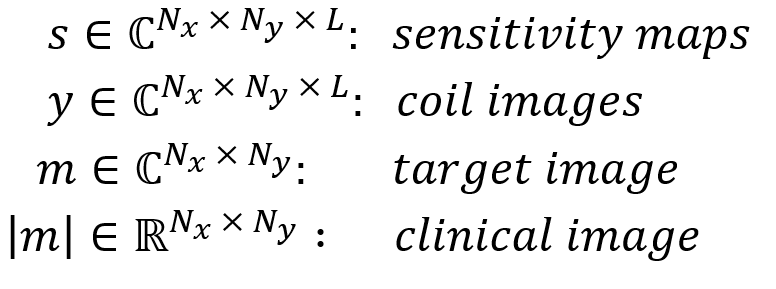 s ∈ ℂ^{N_x × N_y × L}: sensitivity maps
y ∈ ℂ^{N_x × N_y × L}: coil images
m ∈ ℂ^{N_x × N_y}: target image
|m| ∈ ℝ^{N_x × N_y} : clinical image